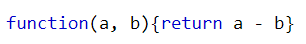 function(a, b){return a - b}